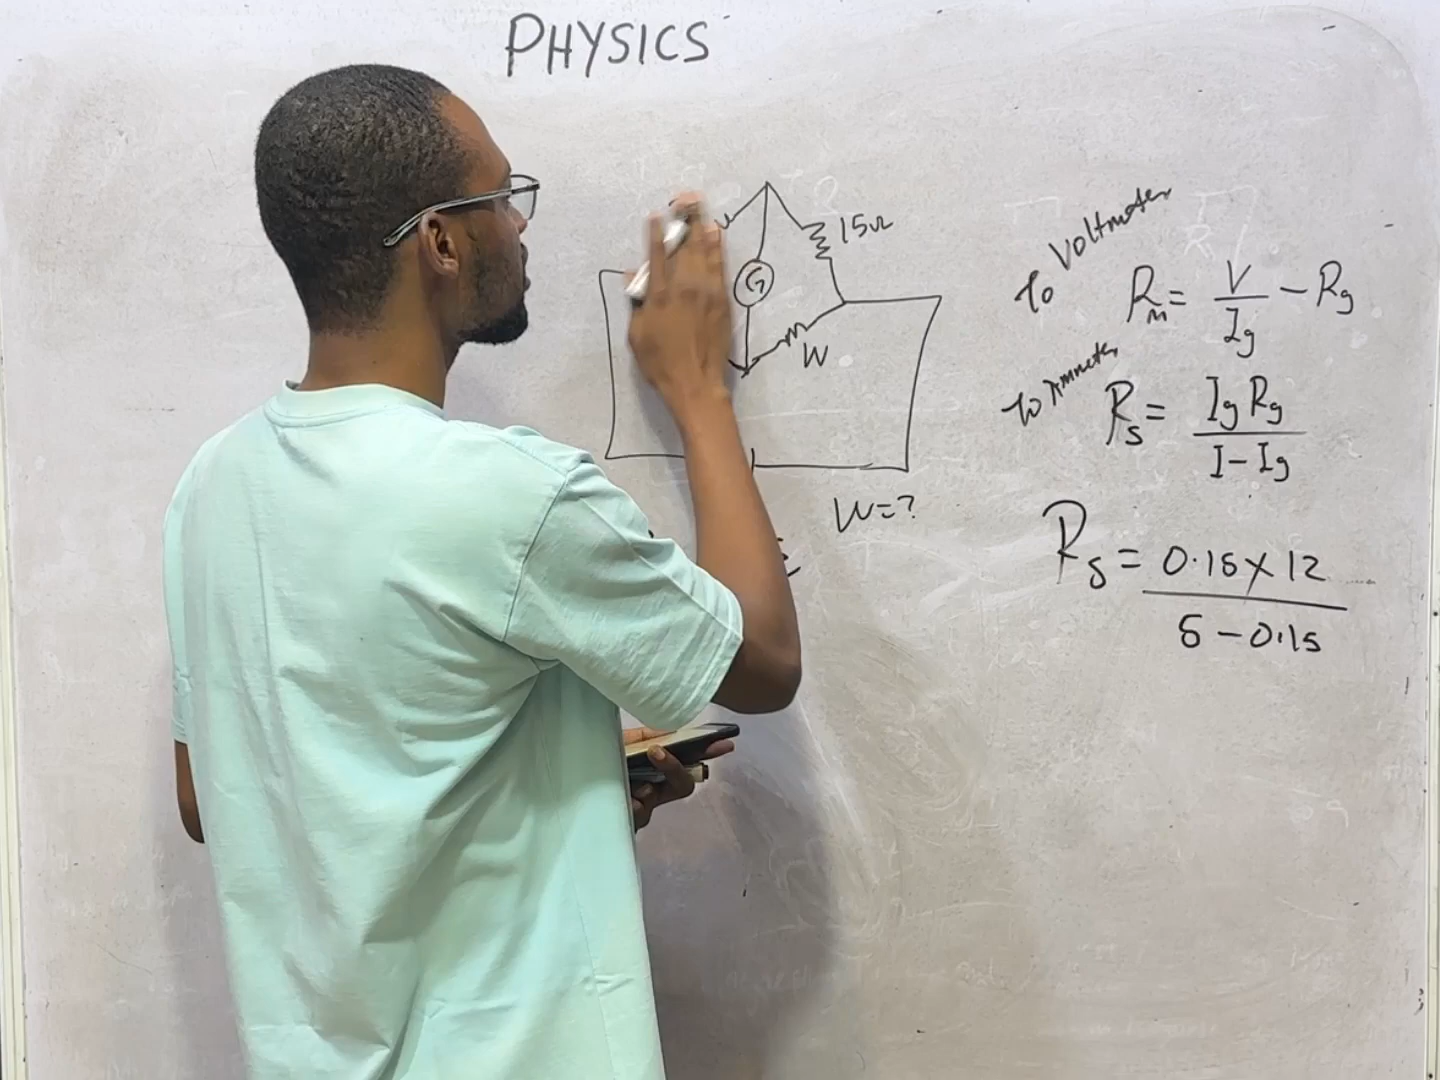 PHYSICS
15Ω
G
W
W=?
To Voltmeter
Rm = V/Ig - Rg
To Ammeter
Rs = IgRg/I-Ig
Rs = 0.15 X 12/5-0.15